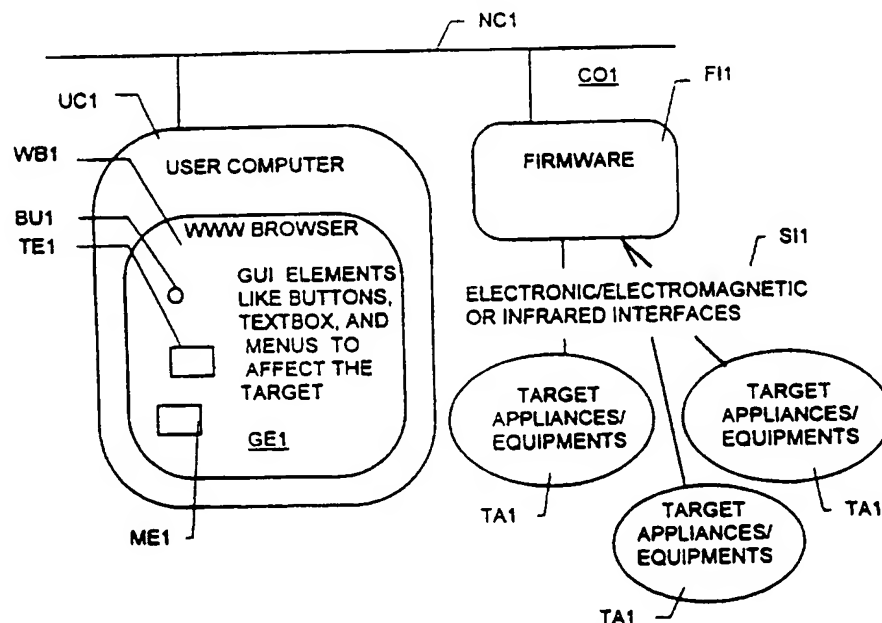 NC1
CO1
FI1
UC1
WB1
USER COMPUTER
FIRMWARE
BU1
TE1
WWW BROWSER
SI1
GUI ELEMENTS
LIKE BUTTONS,
TEXTBOX, AND
MENUS TO
AFFECT THE
TARGET
ELECTRONIC/ELECTROMAGNETIC
OR INFRARED INTERFACES
GE1
TARGET
APPLIANCES/
EQUIPMENTS
TARGET
APPLIANCES/
EQUIPMENTS
ME1
TA1
TARGET
APPLIANCES/
EQUIPMENTS
TA1
TA1